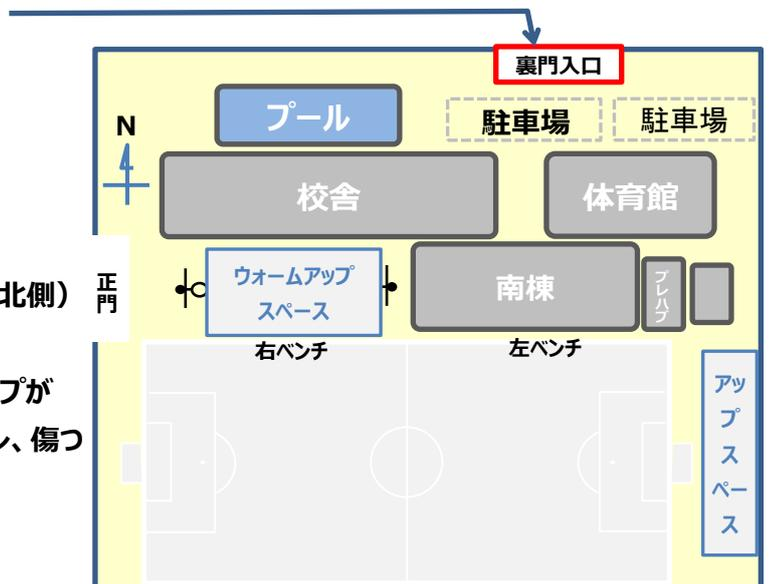 裏門入口
プール
駐車場
駐車場
N
校舎
体育館
正門
北側）
ウォームアップ
スペース
南棟
プレハブ
右ベンチ
左ベンチ
プが
ン、傷つ
アップスペース